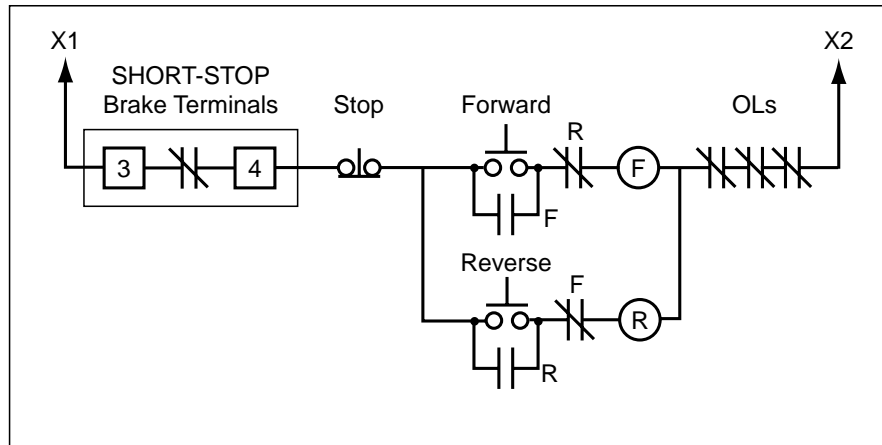 X1
X2
SHORT-STOP
Brake Terminals
Stop
Forward
OLs
R
3
4
F
F
Reverse
F
R
R